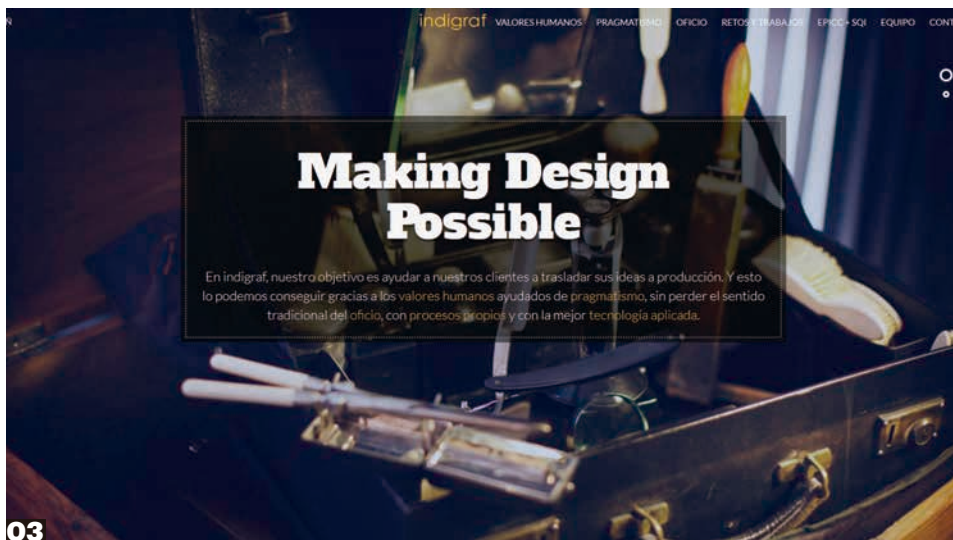 Ñ
indigraf VALORES HUMANOS PRAGMATISMO OFICIO RETOS Y TRABAJOS EPICC + SQI EQUIPO CONT
Making Design
Possible
En indigraf, nuestro objetivo es ayudar a nuestros clientes a trasladar sus ideas a producción. Y esto
lo podemos conseguir gracias a los valores humanos ayudados de pragmatismo, sin perder el sentido
tradicional del oficio, con procesos propios y con la mejor tecnología aplicada.
03